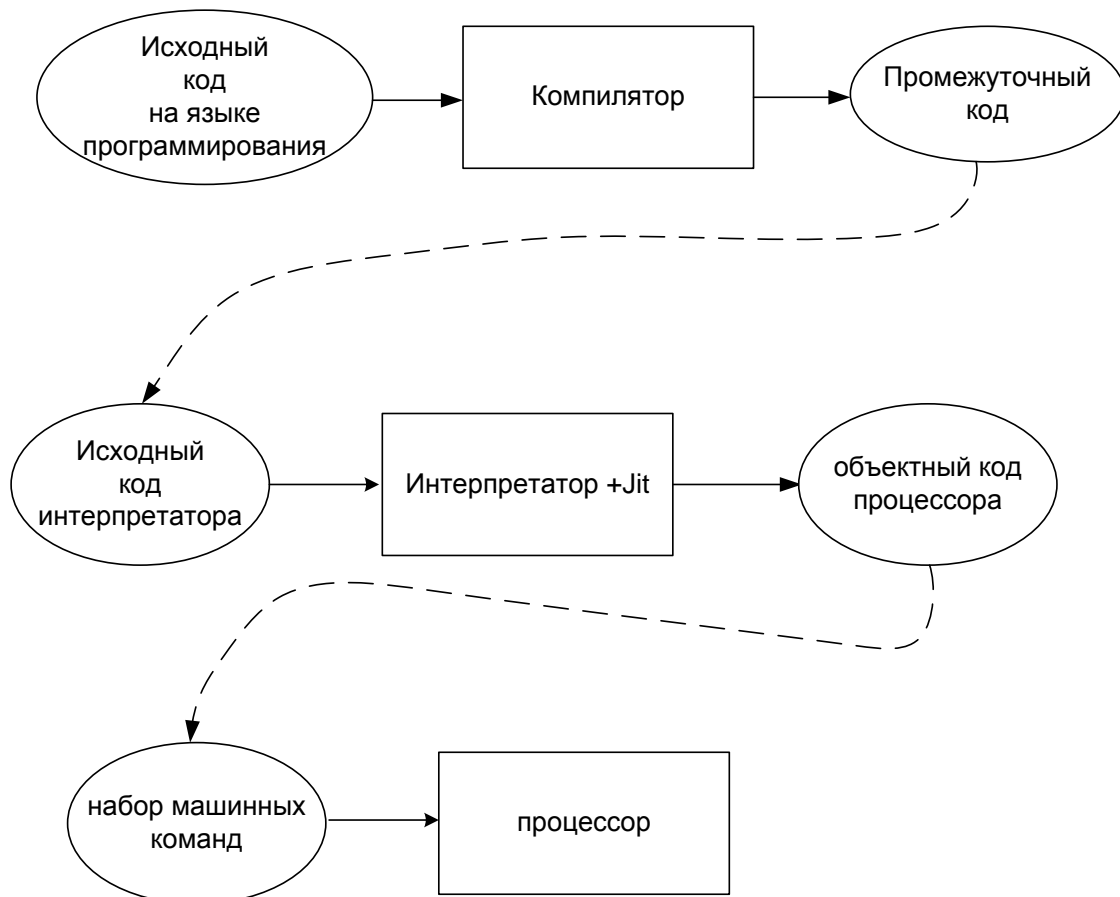 Исходный
код
на языке
программирования
Компилятор
Промежуточный
код
Исходный
код
интерпретатора
Интерпретатор +Jit
объектный код
процессора
набор машинных
команд
процессор